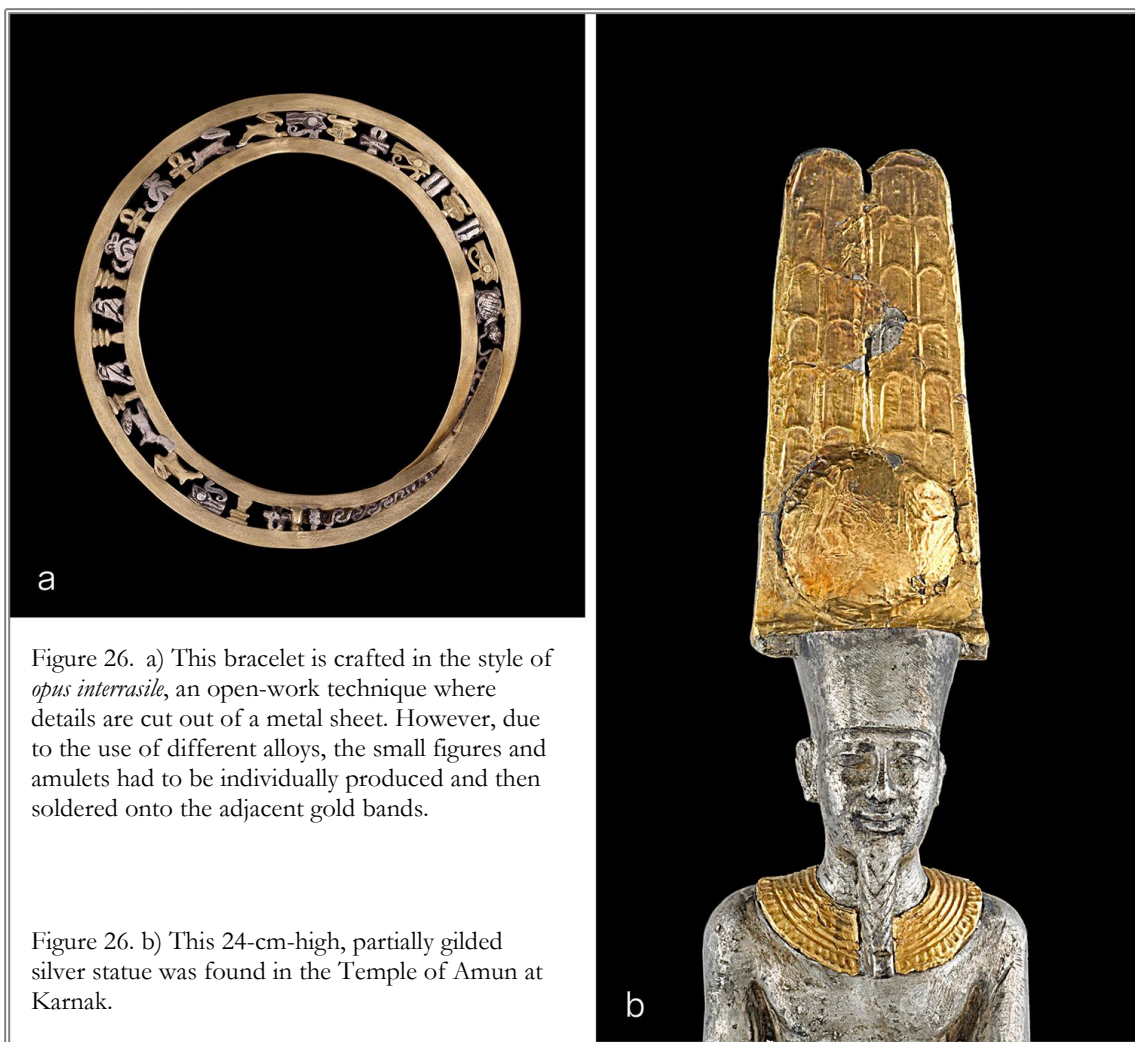 a
Figure 26. a) This bracelet is crafted in the style of
opus interrasile, an open-work technique where
details are cut out of a metal sheet. However, due
to the use of different alloys, the small figures and
amulets had to be individually produced and then
soldered onto the adjacent gold bands.
Figure 26. b) This 24-cm-high, partially gilded
silver statue was found in the Temple of Amun at
Karnak.
b